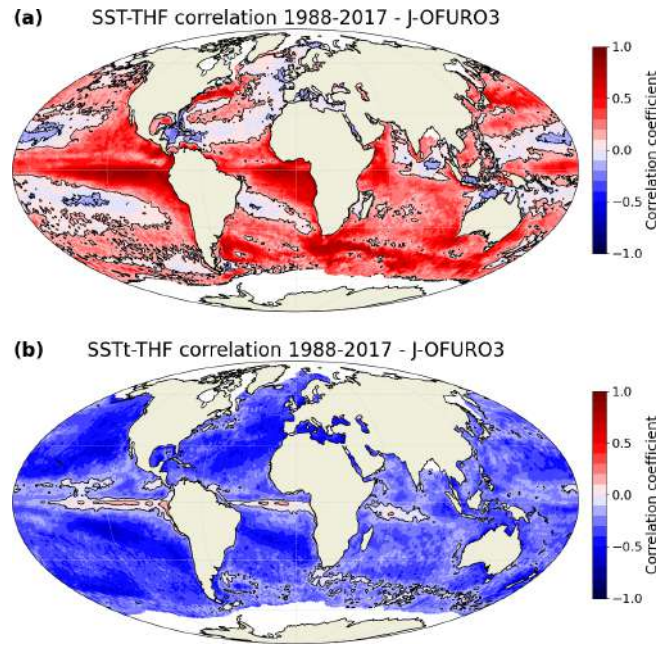 (a) SST-THF correlation 1988-2017 - J-OFURO3
1.0
0.5
0.0
−0.5
−1.0
Correlation coefficient
(b) SSTt-THF correlation 1988-2017 - J-OFURO3
1.0
0.5
0.0
−0.5
−1.0
Correlation coefficient